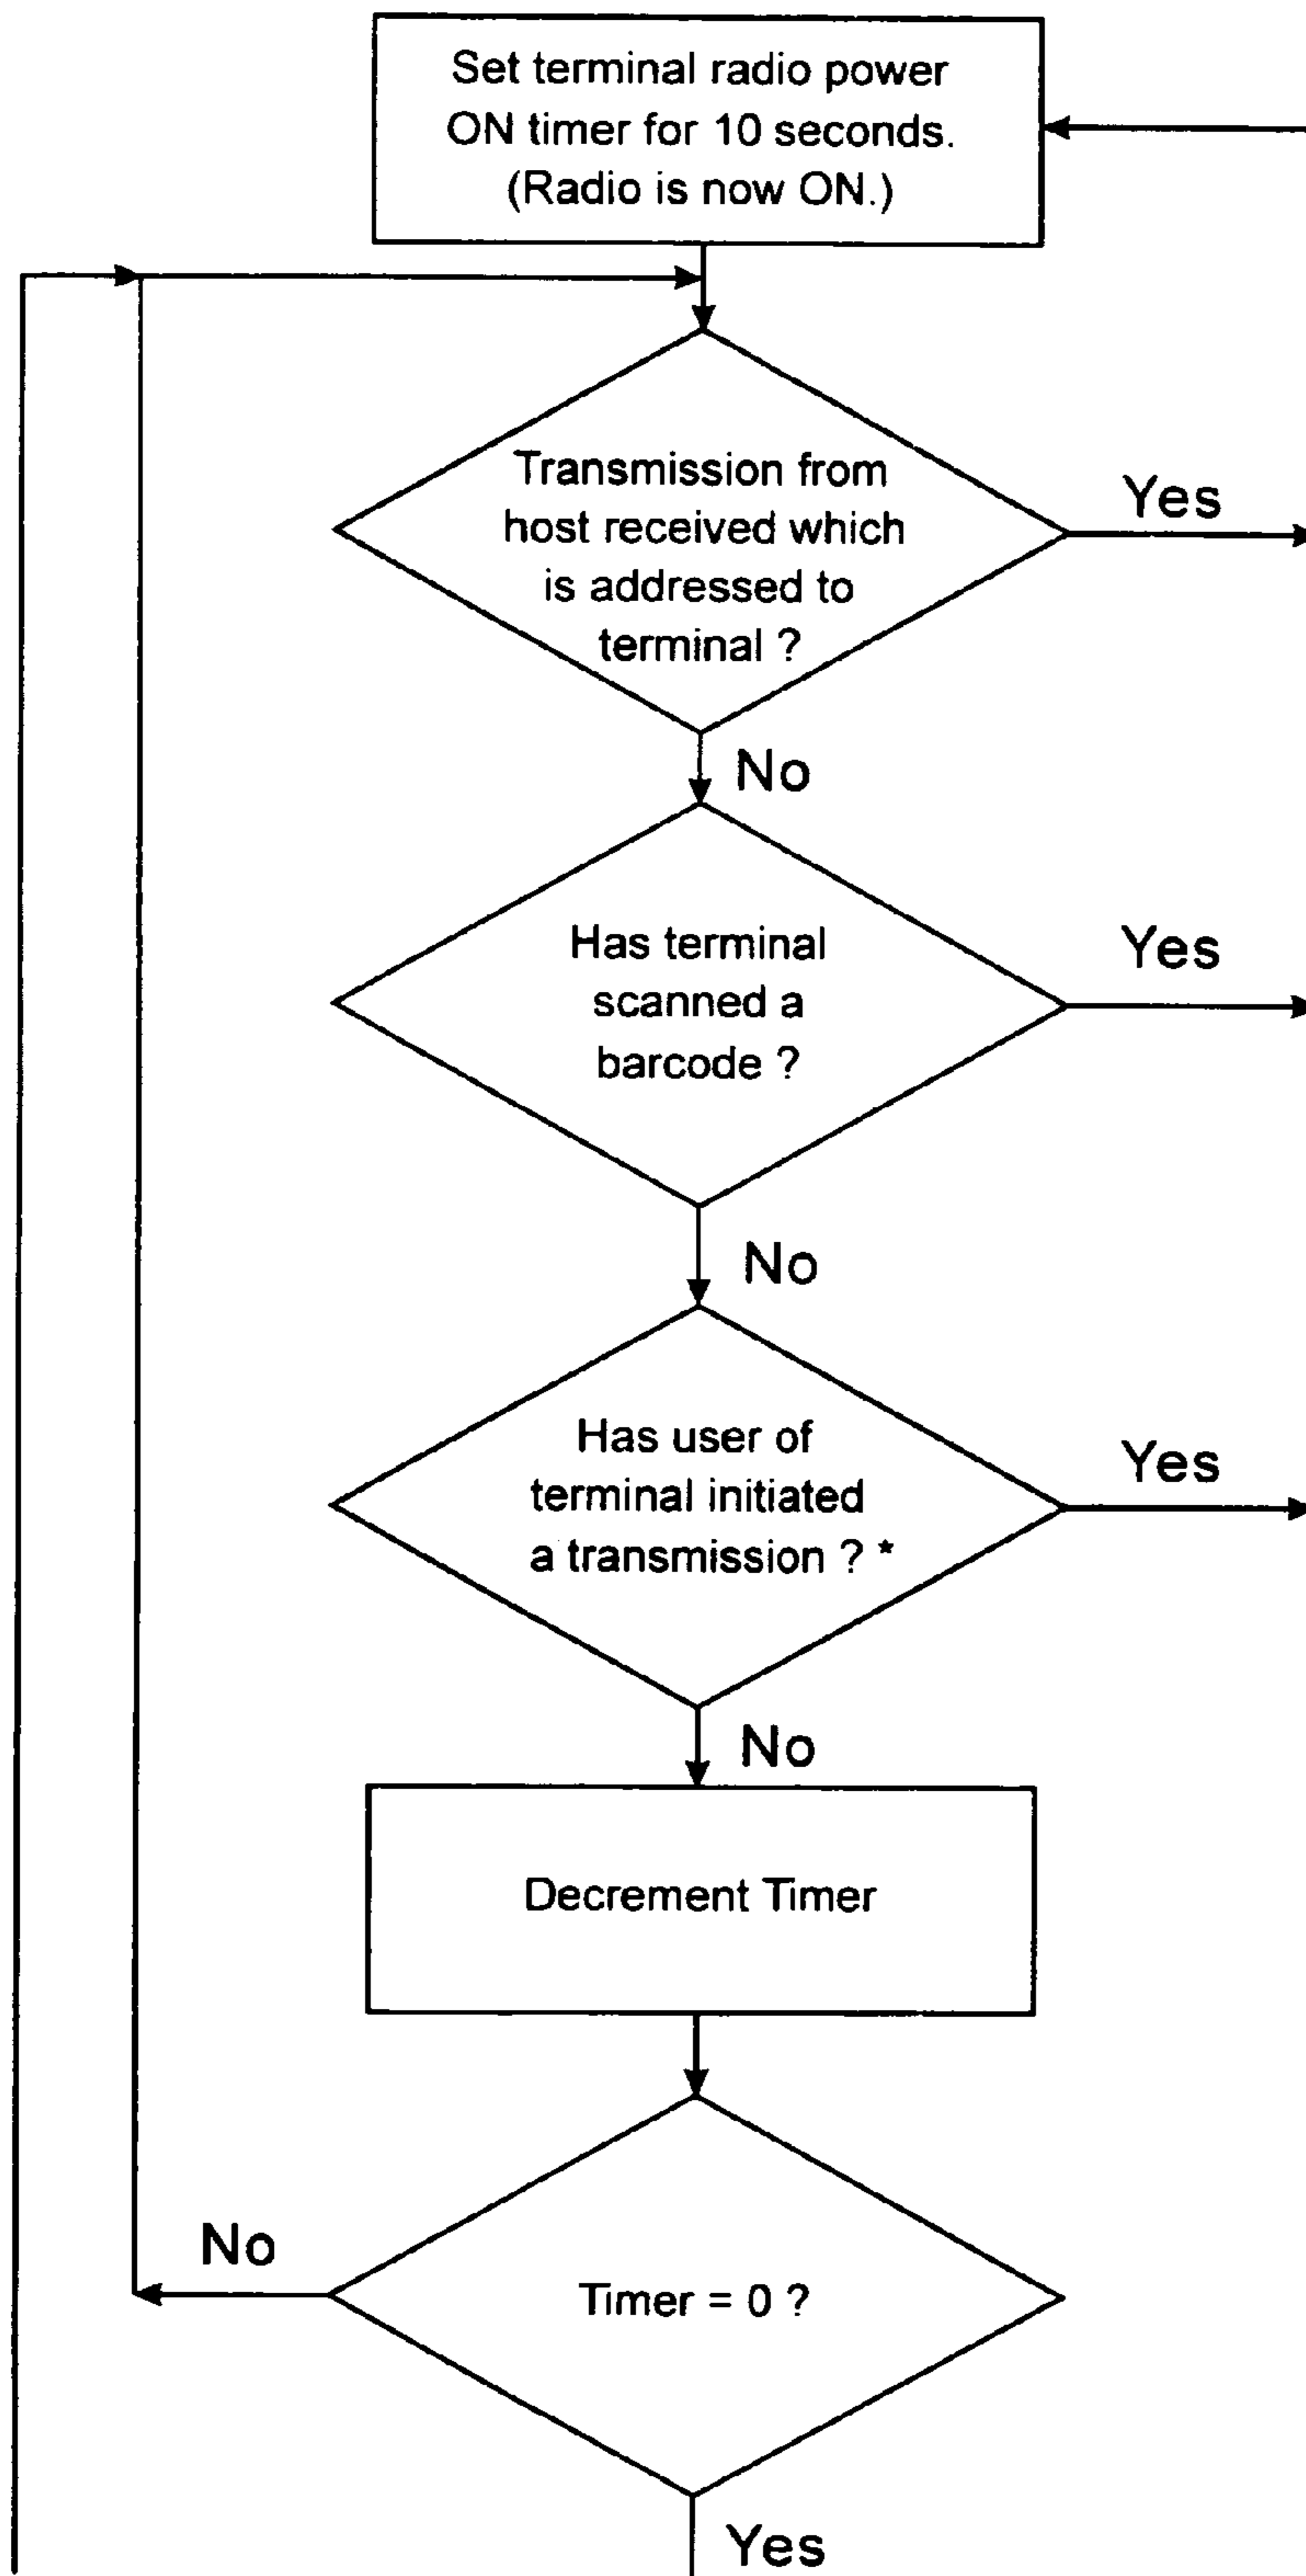 Set terminal radio power
ON timer for 10 seconds.
(Radio is now ON.)
Transmission from
host received which
is addressed to
terminal ?
Yes
No
Has terminal
scanned a
barcode ?
Yes
No
Has user of
terminal initiated
a transmission ? *
Yes
No
Decrement Timer
Timer = 0 ?
No
Yes